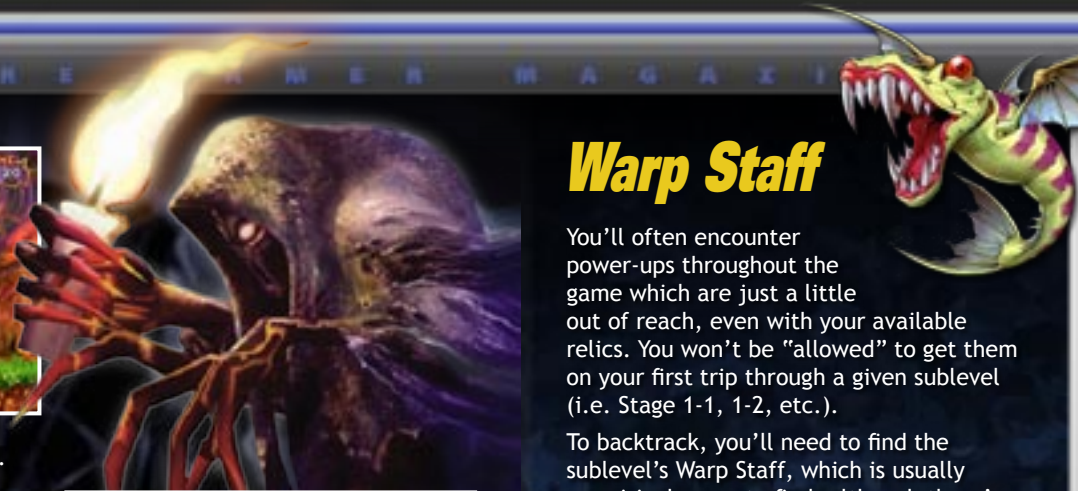 Warp Staff
You’ll often encounter
power-ups throughout the
game which are just a little
out of reach, even with your available
relics. You won’t be “allowed” to get them
on your first trip through a given sublevel
(i.e. Stage 1-1, 1-2, etc.).
To backtrack, you’ll need to find the
sublevel’s Warp Staff, which is usually